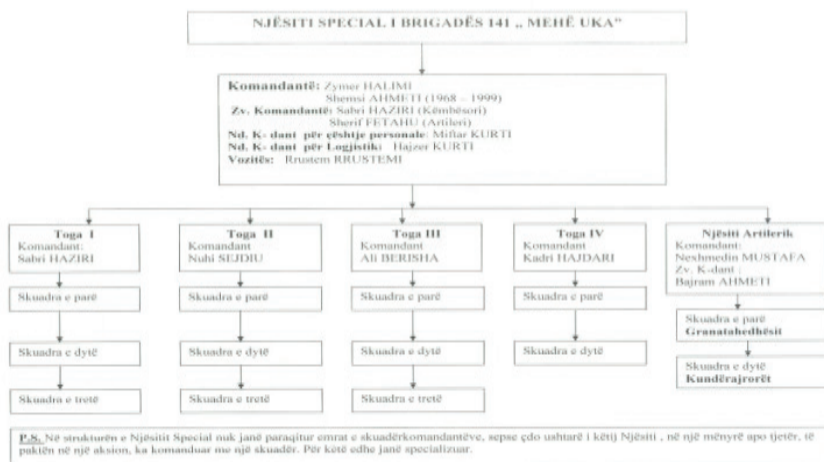 NJËSITI SPECIAL I BRIGADËS 141 „ MEHË UKA"
Komandantë: Zymer HALIMI
Shemsi AHMETI (1968 – 1999)
Zv. Komandantë: Sabri HAZIRI (Këmbësori)
Sherif FETAHU (Artileri)
Nd. K- dant për çështje personale: Miftar KURTI
Nd. K- dant për Logjistik: Hajzer KURTI
Vozitës: Rrustem RRUSTEMI
Toga I
Komandant:
Sabri HAZIRI
Skuadra e parë
Skuadra e dytë
Skuadra e tretë
Toga II
Komandant
Nuhi SEJDIU
Skuadra e parë
Skuadra e dytë
Skuadra e tretë
Toga III
Komandant
Ali BERISHA
Skuadra e parë
Skuadra e dytë
Skuadra e tretë
Toga IV
Komandant
Kadri HAJDARI
Skuadra e parë
Skuadra e dytë
Njësiti Artilerik
Komandant:
Nexhmedin MUSTAFA
Zv. K-dant :
Bajram AHMETI
Skuadra e parë
Granatahedhësit
Skuadra e dytë
Kundërajrorët
P.S. Në strukturën e Njësitit Special nuk janë paraqitur emrat e skuadërkomandantëve, sepse çdo ushtarë i këtij Njësiti , në një mënyrë apo tjetër, të
paktën në një aksion, ka komanduar me një skuadër. Për këtë edhe janë specializuar.